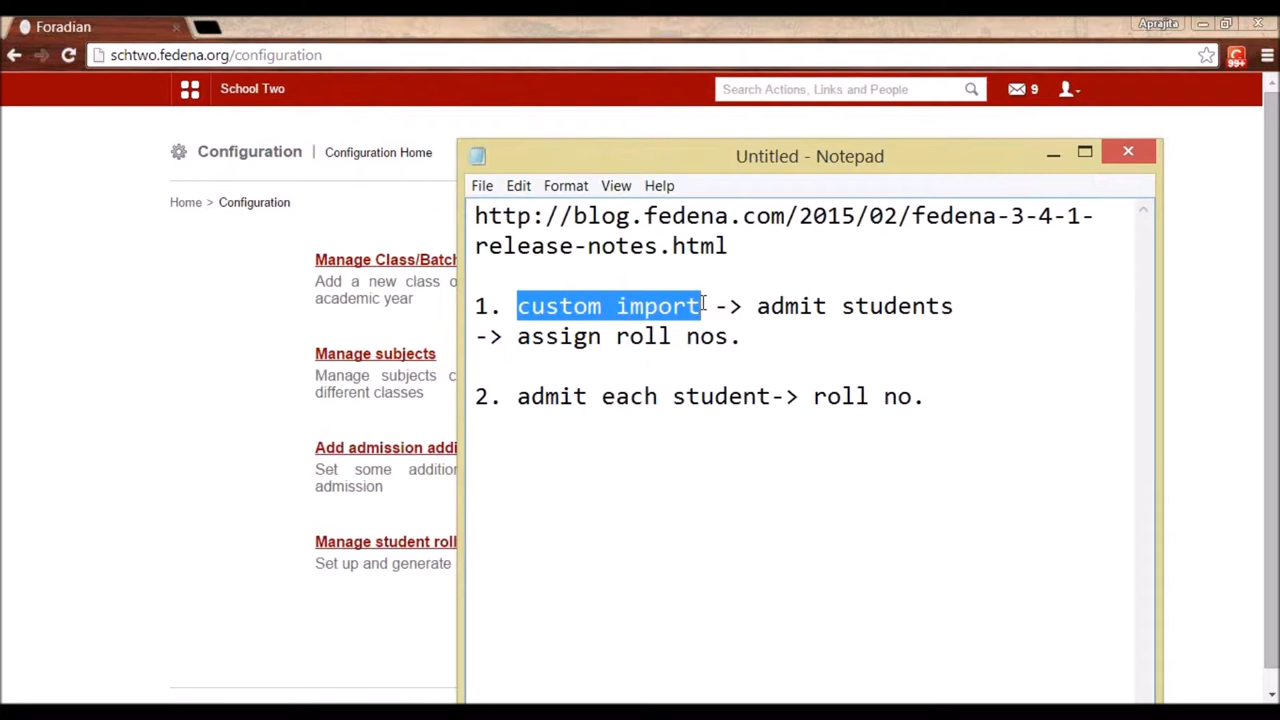 Foradian
Aprajita
schtwo.fedena.org/configuration
99+
School Two
Search Actions, Links and People
9
Configuration | Configuration Home
Home > Configuration
Manage Class/Batch
Add a new class o
academic year
Manage subjects
Manage subjects c
different classes
Add admission addi
Set some addition
admission
Manage student roll
Set up and generate
Untitled - Notepad
File Edit Format View Help
http://blog.fedena.com/2015/02/fedena-3-4-1-
release-notes.html
1. custom import -> admit students
-> assign roll nos.
2. admit each student-> roll no.